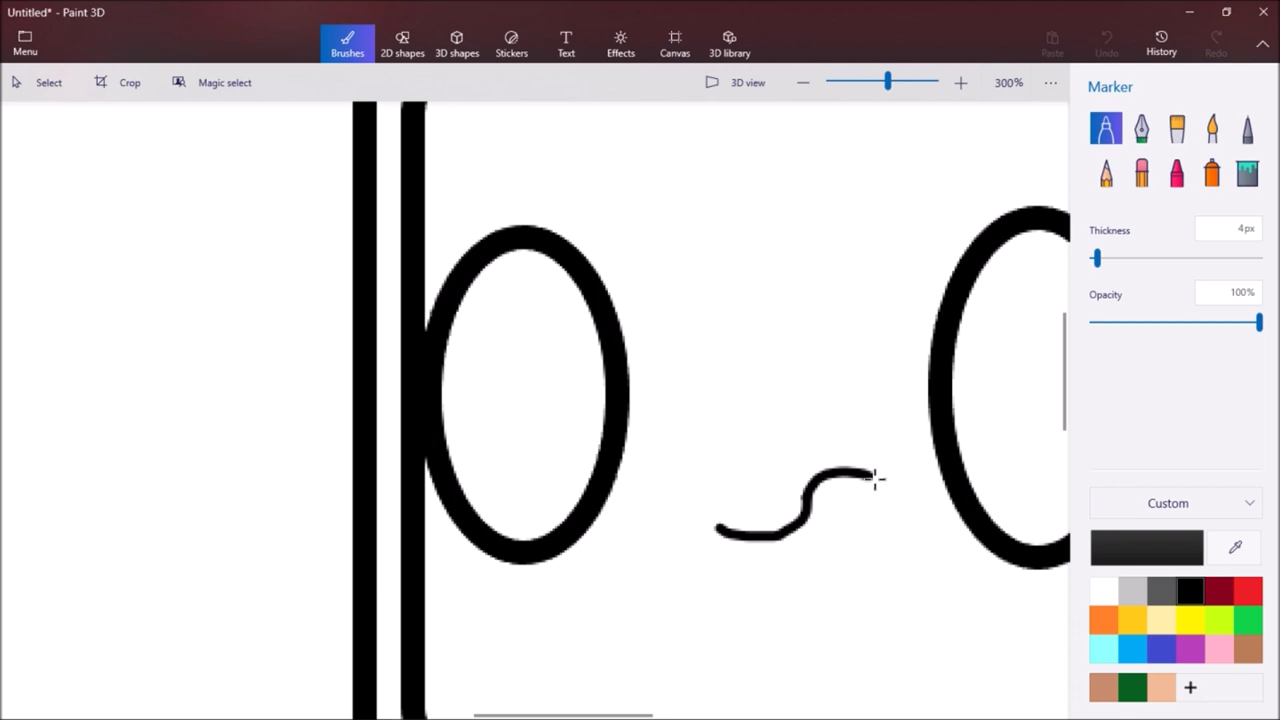 Untitled* - Paint 3D
Menu
Brushes
2D shapes
3D shapes
Stickers
Text
Effects
Canvas
3D library
Paste
Undo
History
Redo
Select
Crop
Magic select
3D view
300%
Marker
Thickness
4px
Opacity
100%
Custom